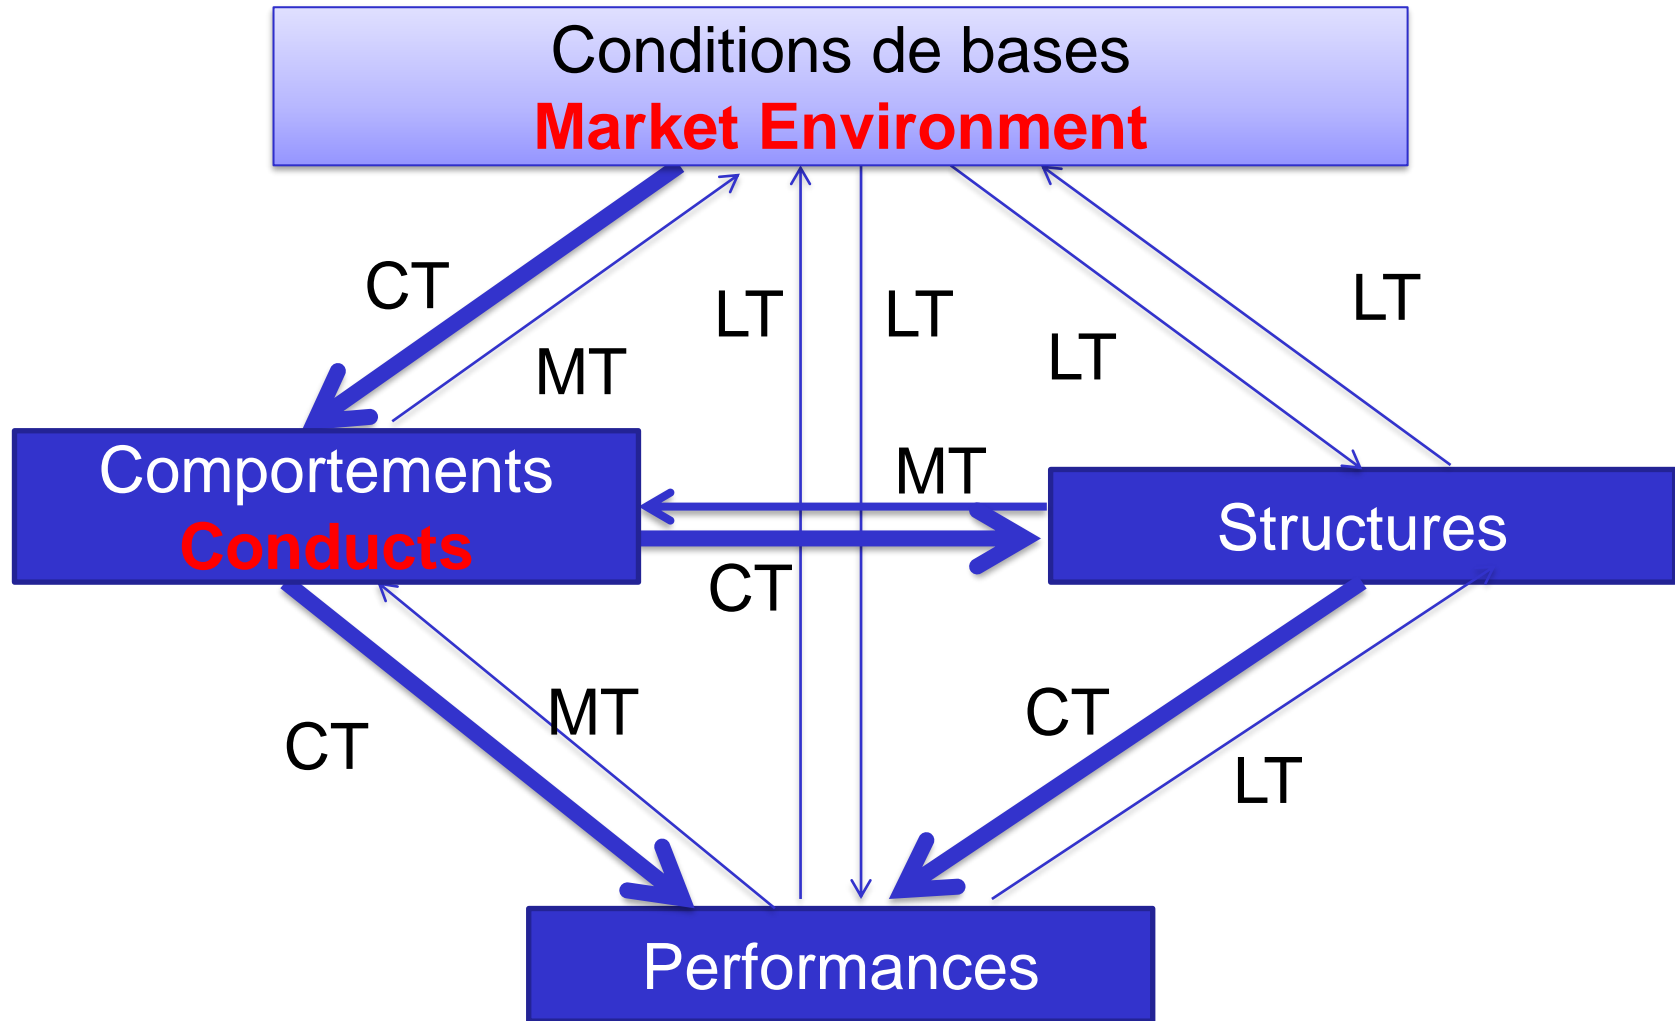 Conditions de bases
Market Environment
CT
MT
LT
LT
LT
LT
Comportements
Conducts
MT
CT
Structures
CT
MT
CT
LT
Performances